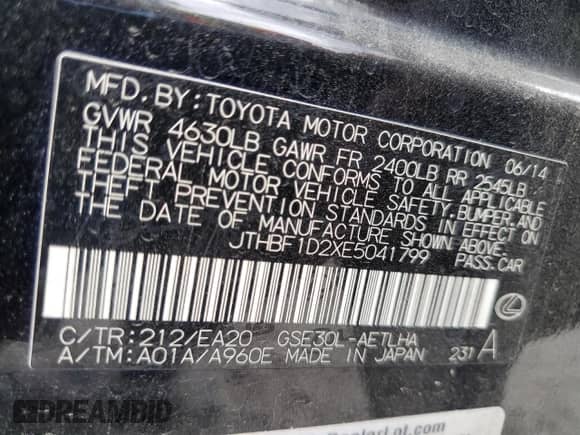 MFD. BY: TOYOTA MOTOR CORPORATION 06/14
GVWR 4630LB GAWR FR 2400LB RR 2545LB
THIS VEHICLE CONFORMS TO ALL APPLICABLE
FEDERAL MOTOR VEHICLE SAFETY, BUMPER, AND
THEFT PREVENTION STANDARDS IN EFFECT ON
THE DATE OF MANUFACTURE SHOWN ABOVE.
JTHBF1D2XE5041799 PASS. CAR
C/TR: 212/EA20 GSE30L-AETLHA
A/TM: A01A/A960E MADE IN JAPAN 231 A
DREAMBID